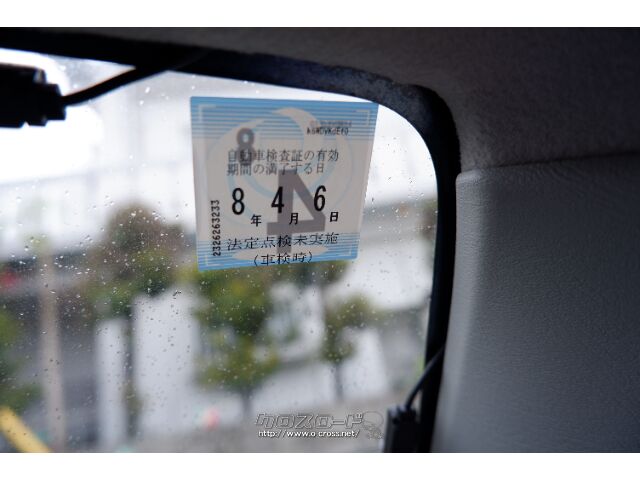 自動車検査証の有効
期間の満了する日
8年 4月 6日
法定点検未実施
(車検時)
2326263233
クロスロード
http://www.o-cross.net/